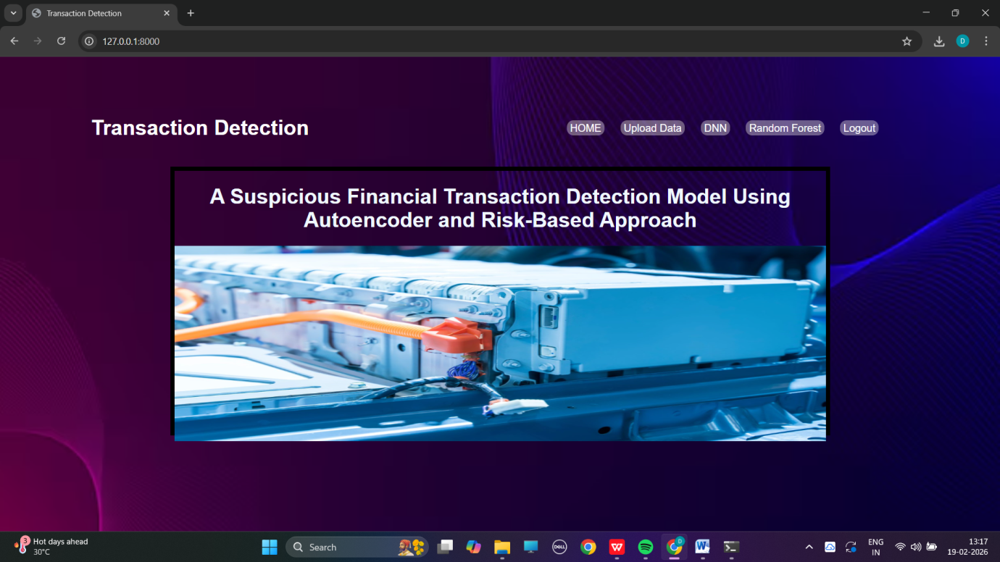 Transaction Detection
127.0.0.1:8000
D
Transaction Detection
HOME
Upload Data
DNN
Random Forest
Logout
A Suspicious Financial Transaction Detection Model Using
Autoencoder and Risk-Based Approach
3
Hot days ahead
30°C
Search
DELL
W
D
W
ENG
IN
13:17
19-02-2026